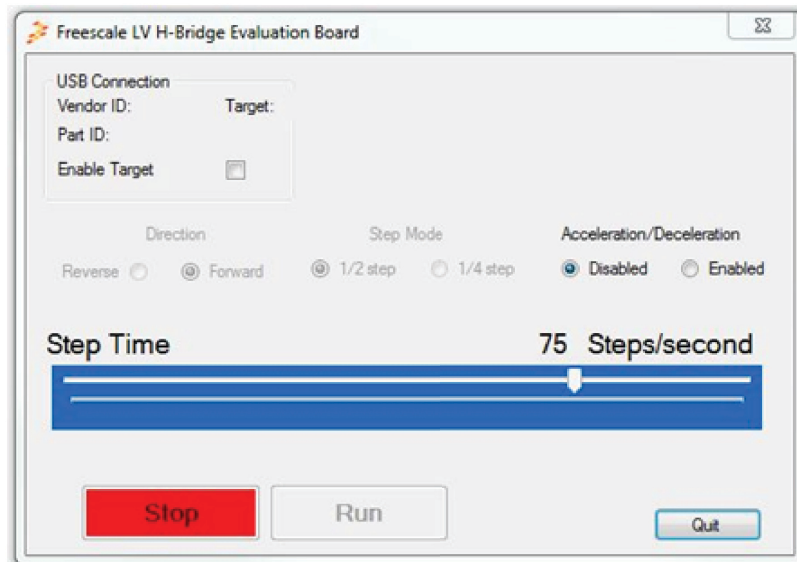 Freescale LV H-Bridge Evaluation Board
USB Connection
Vendor ID: Target:
Part ID:
Enable Target
Direction Step Mode Acceleration/Deceleration
Reverse Forward 1/2 step 1/4 step Disabled Enabled
Step Time 75 Steps/second
Stop Run Quit